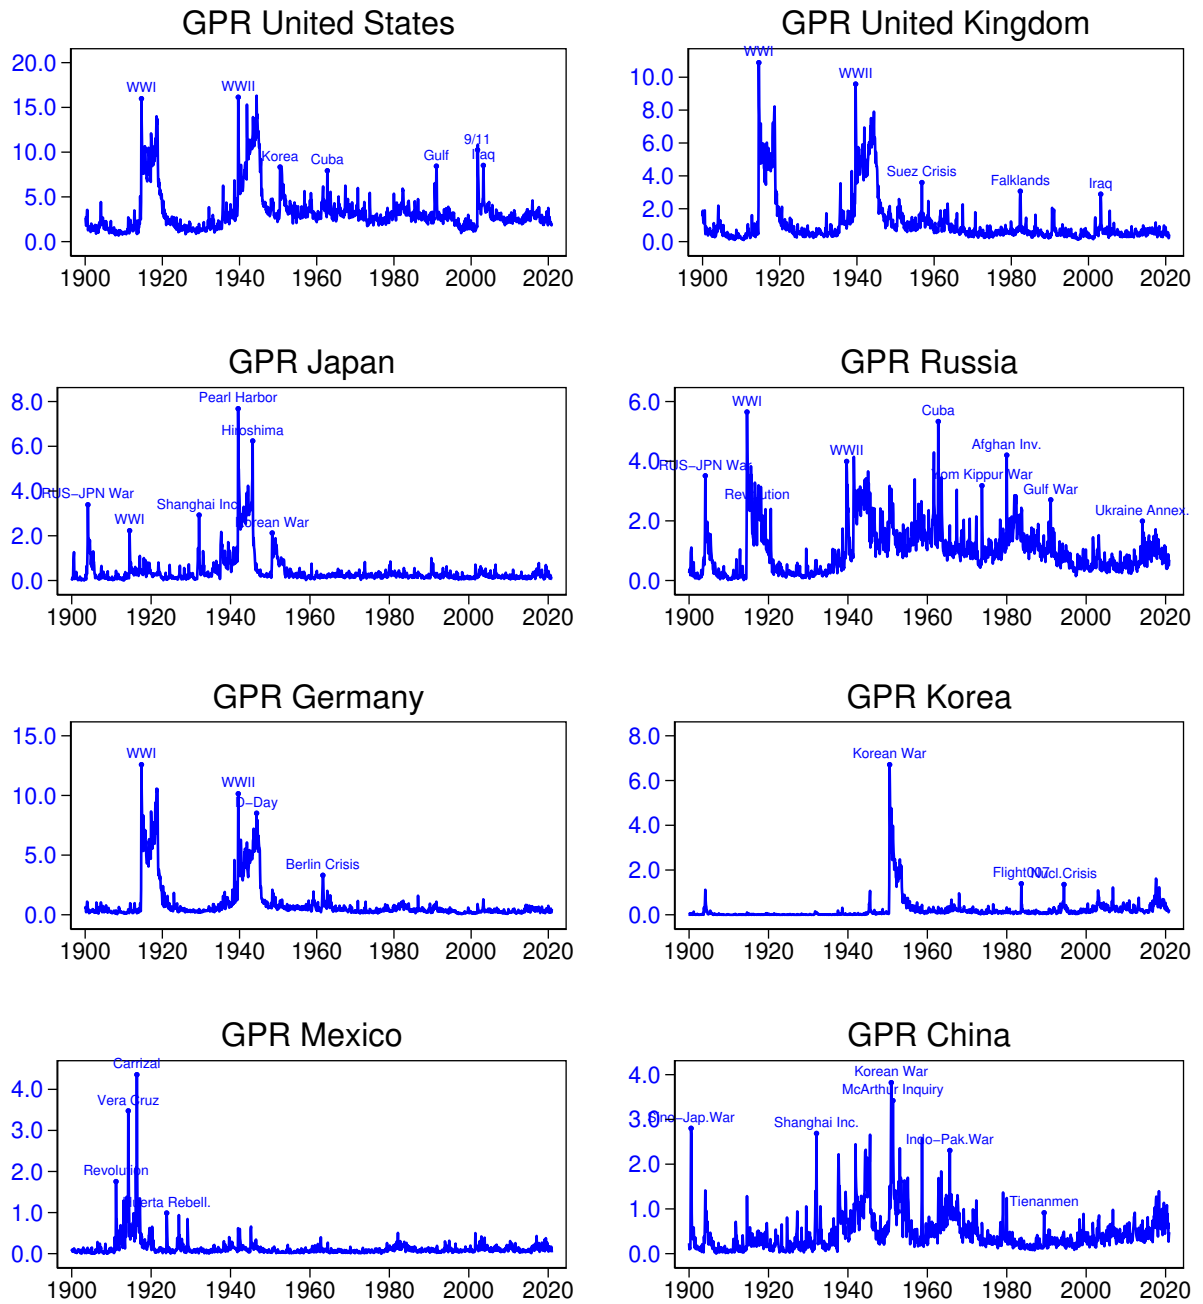 GPR United States
20.0
15.0
10.0
5.0
0.0
WWI
WWII
Korea
Cuba
Gulf
9/11
Iraq
1900 1920 1940 1960 1980 2000 2020
GPR United Kingdom
10.0
8.0
6.0
4.0
2.0
0.0
WWI
WWII
Suez Crisis
Falklands
Iraq
1900 1920 1940 1960 1980 2000 2020
GPR Japan
8.0
6.0
4.0
2.0
0.0
RUS-JPN War
WWI
Shanghai Inc.
Pearl Harbor
Hiroshima
Korean War
1900 1920 1940 1960 1980 2000 2020
GPR Russia
6.0
4.0
2.0
0.0
RUS-JPN War
WWI
Revolution
WWII
Cuba
Yom Kippur War
Afghan Inv.
Gulf War
Ukraine Annex.
1900 1920 1940 1960 1980 2000 2020
GPR Germany
15.0
10.0
5.0
0.0
WWI
WWII
D-Day
Berlin Crisis
1900 1920 1940 1960 1980 2000 2020
GPR Korea
8.0
6.0
4.0
2.0
0.0
Korean War
Flight007
Nucl.Crisis
1900 1920 1940 1960 1980 2000 2020
GPR Mexico
4.0
3.0
2.0
1.0
0.0
Revolution
Vera Cruz
Carrizal
Huerta Rebell.
1900 1920 1940 1960 1980 2000 2020
GPR China
4.0
3.0
2.0
1.0
0.0
Sino-Jap.War
Shanghai Inc.
Korean War
McArthur Inquiry
Indo-Pak.War
Tienanmen
1900 1920 1940 1960 1980 2000 2020